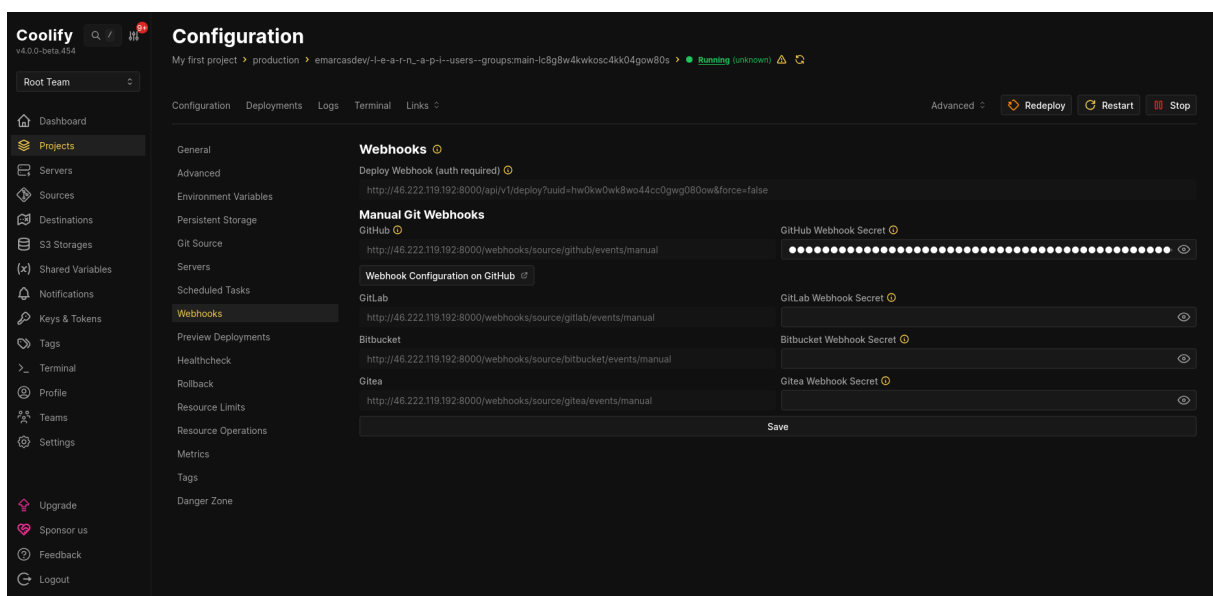 Coolify
/
9+
v4.0.0-beta.454
Root Team
Dashboard
Projects
Servers
Sources
Destinations
S3 Storages
Shared Variables
Notifications
Keys & Tokens
Tags
Terminal
Profile
Teams
Settings
Upgrade
Sponsor us
Feedback
Logout
Configuration
My first project > production > emarcasdev/-l-e-a-r-n_-a-p-i--users--groups:main-lc8g8w4kwkosc4kk04gow80s > Running (unknown)
Configuration Deployments Logs Terminal Links
Advanced Redeploy Restart Stop
General
Advanced
Environment Variables
Persistent Storage
Git Source
Servers
Scheduled Tasks
Webhooks
Preview Deployments
Healthcheck
Rollback
Resource Limits
Resource Operations
Metrics
Tags
Danger Zone
Webhooks
Deploy Webhook (auth required)
http://46.222.119.192:8000/api/v1/deploy?uuid=hw0kw0wk8wo44cc0gwg080ow&force=false
Manual Git Webhooks
GitHub
GitHub Webhook Secret
http://46.222.119.192:8000/webhooks/source/github/events/manual
Webhook Configuration on GitHub
GitLab
GitLab Webhook Secret
http://46.222.119.192:8000/webhooks/source/gitlab/events/manual
Bitbucket
Bitbucket Webhook Secret
http://46.222.119.192:8000/webhooks/source/bitbucket/events/manual
Gitea
Gitea Webhook Secret
http://46.222.119.192:8000/webhooks/source/gitea/events/manual
Save